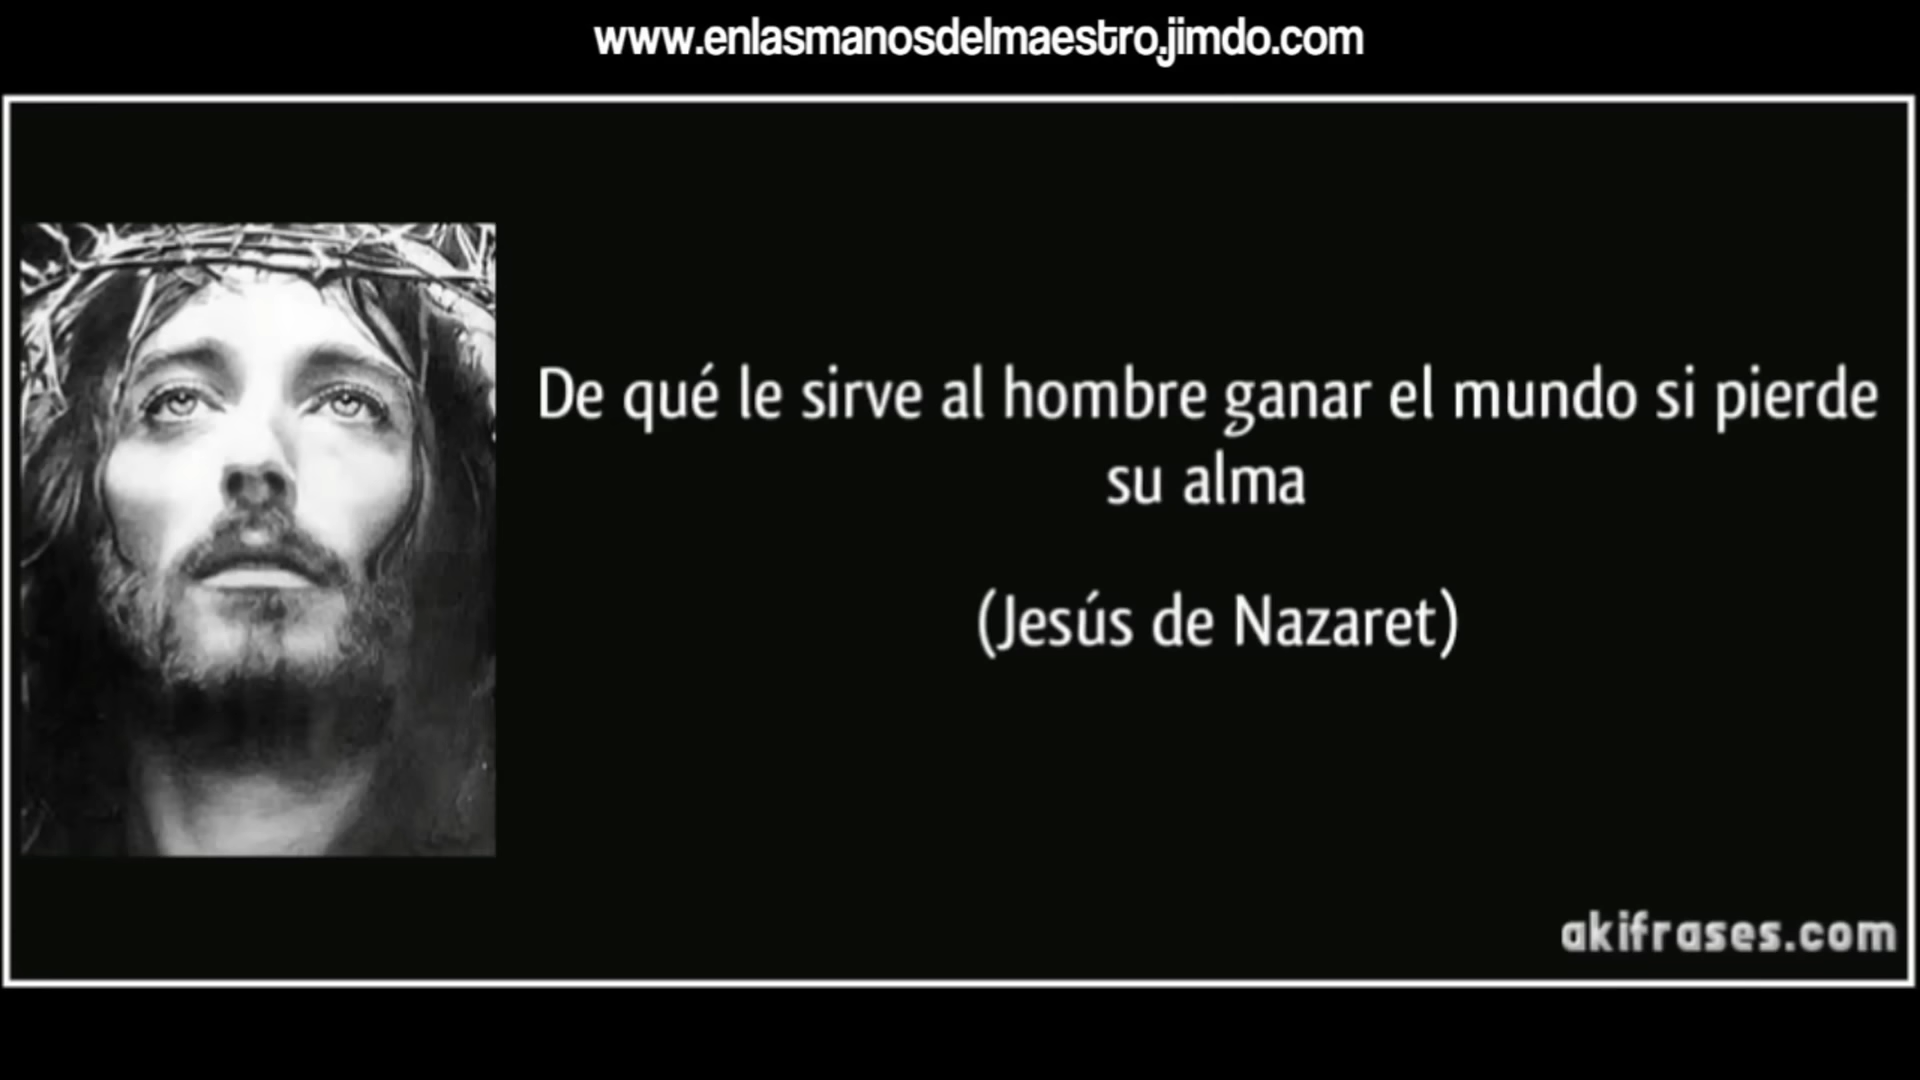 www.enlasmanosdelmaestro.jimdo.com
De qué le sirve al hombre ganar el mundo si pierde
su alma
(Jesús de Nazaret)
akifrases.com